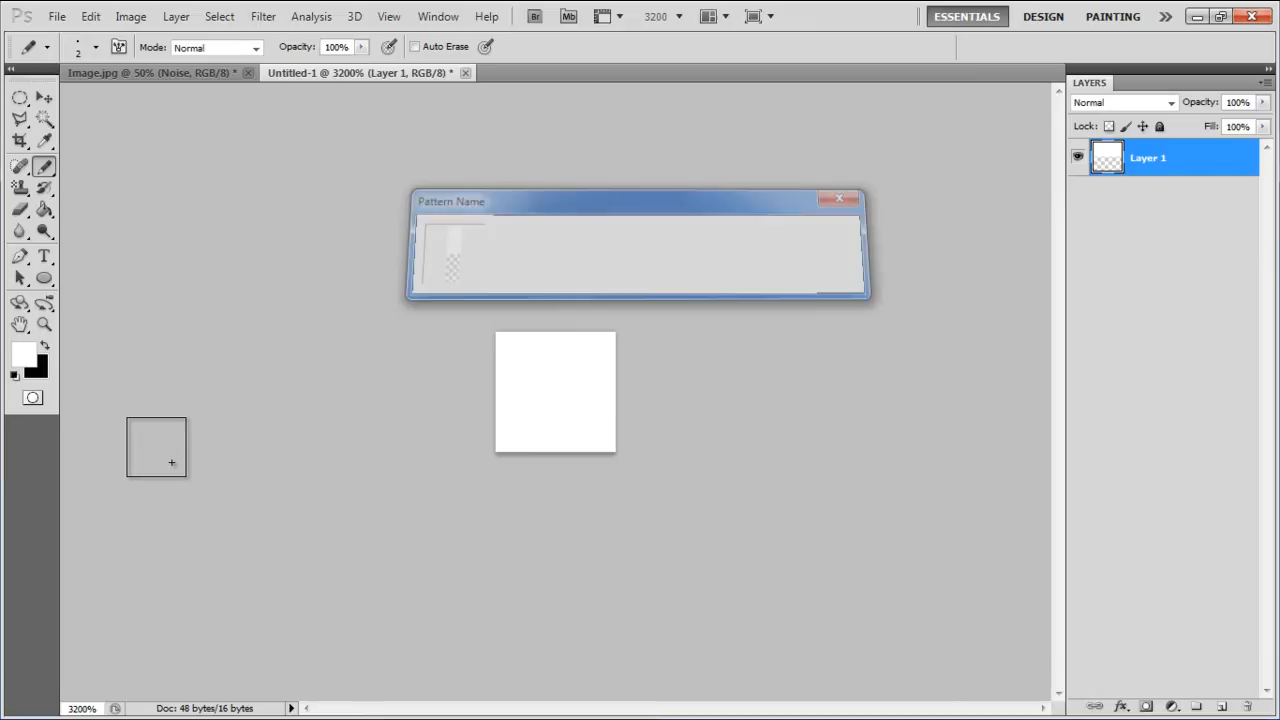 Ps File Edit Image Layer Select Filter Analysis 3D View Window Help Br Mb 3200 ESSENTIALS DESIGN PAINTING
2 Mode: Normal Opacity: 100% Auto Erase
Image.jpg @ 50% (Noise, RGB/8) * Untitled-1 @ 3200% (Layer 1, RGB/8) *
LAYERS
Normal Opacity: 100%
Lock: Fill: 100%
Layer 1
Pattern Name
3200% Doc: 48 bytes/16 bytes